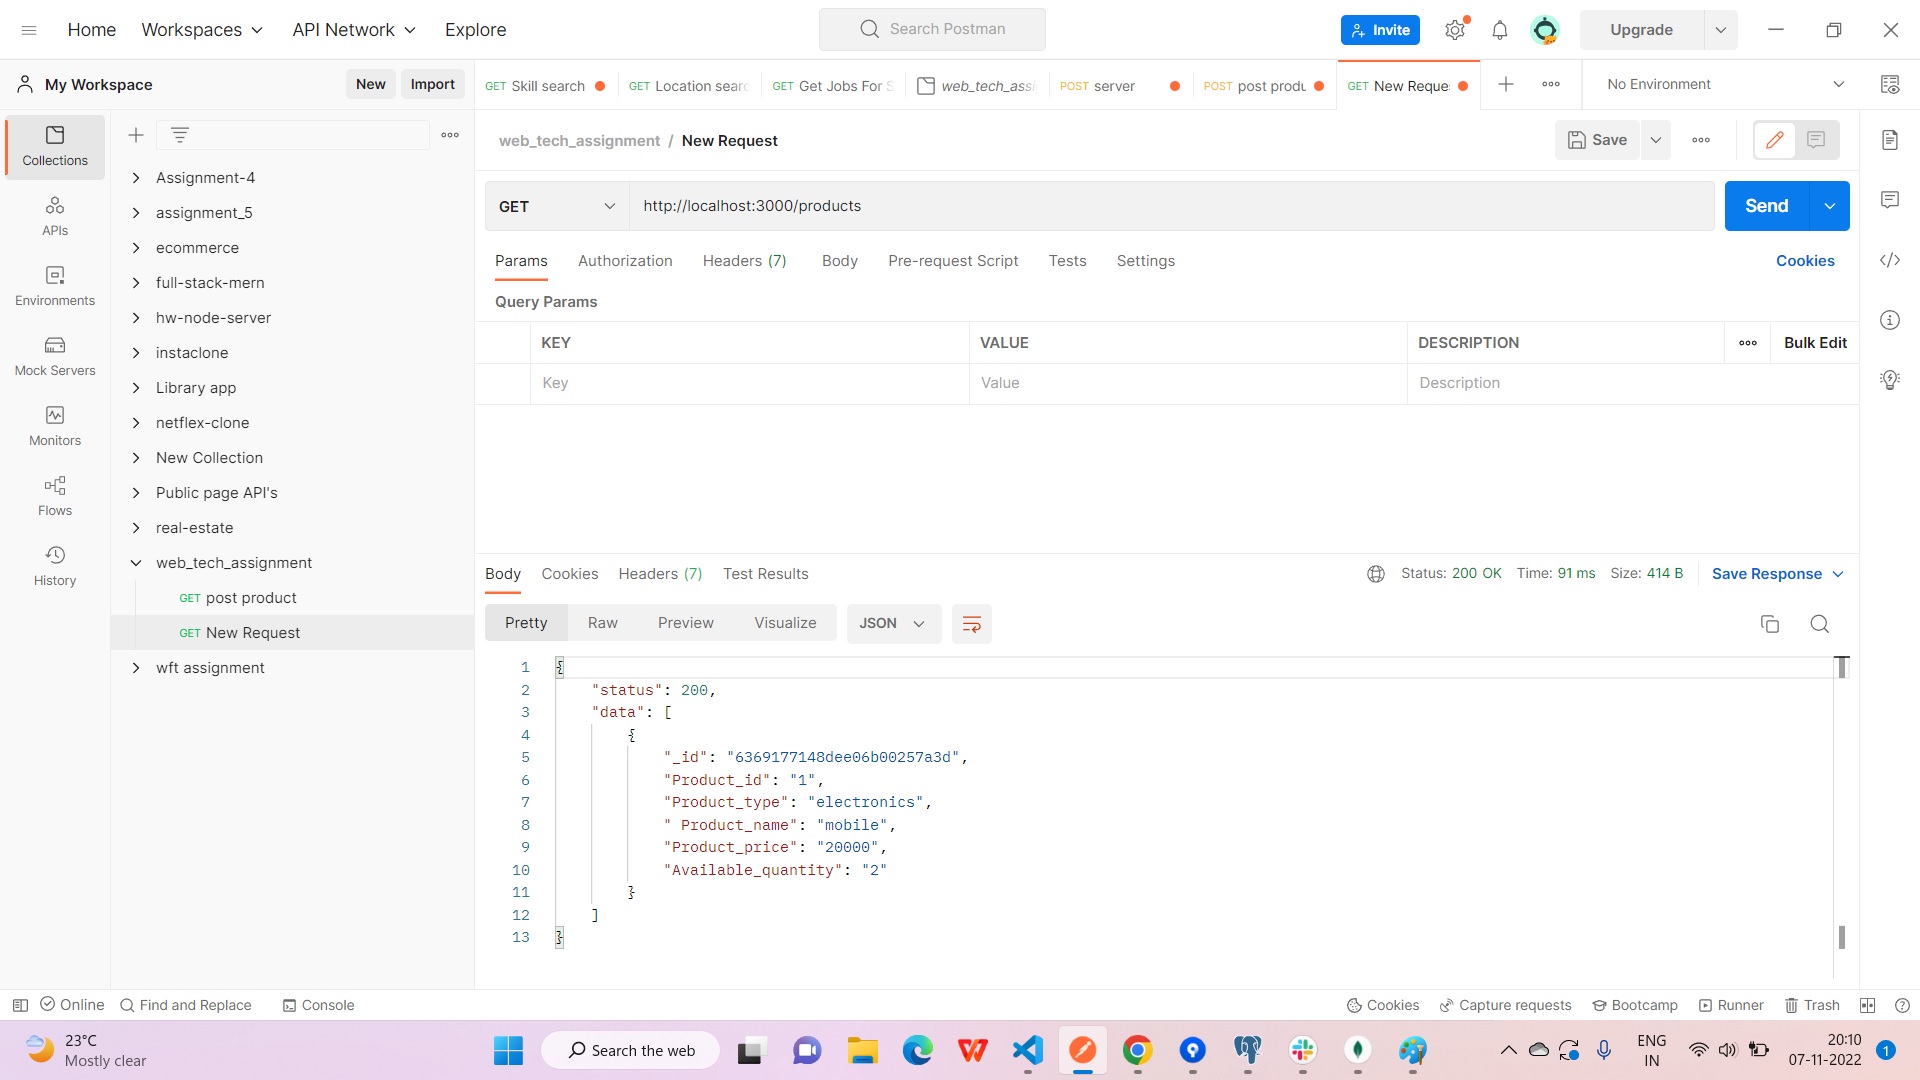 Home Workspaces API Network Explore
Search Postman
Invite Upgrade
My Workspace New Import
GET Skill search GET Location searc GET Get Jobs For S web_tech_assi POST server POST post produ GET New Reque No Environment
Collections
APIs
Environments
Mock Servers
Monitors
Flows
History
Assignment-4
assignment_5
ecommerce
full-stack-mern
hw-node-server
instaclone
Library app
netflex-clone
New Collection
Public page API's
real-estate
web_tech_assignment
GET post product
GET New Request
wft assignment
web_tech_assignment / New Request Save
GET http://localhost:3000/products Send
Params Authorization Headers (7) Body Pre-request Script Tests Settings Cookies
Query Params
KEY VALUE DESCRIPTION Bulk Edit
Key Value Description
Body Cookies Headers (7) Test Results Status: 200 OK Time: 91 ms Size: 414 B Save Response
Pretty Raw Preview Visualize JSON
1 {
2 "status": 200,
3 "data": [
4 {
5 "_id": "6369177148dee06b00257a3d",
6 "Product_id": "1",
7 "Product_type": "electronics",
8 " Product_name": "mobile",
9 "Product_price": "20000",
10 "Available_quantity": "2"
11 }
12 ]
13 }
Online Find and Replace Console Cookies Capture requests Bootcamp Runner Trash
23°C
Mostly clear
Search the web
ENG
IN
20:10
07-11-2022
1